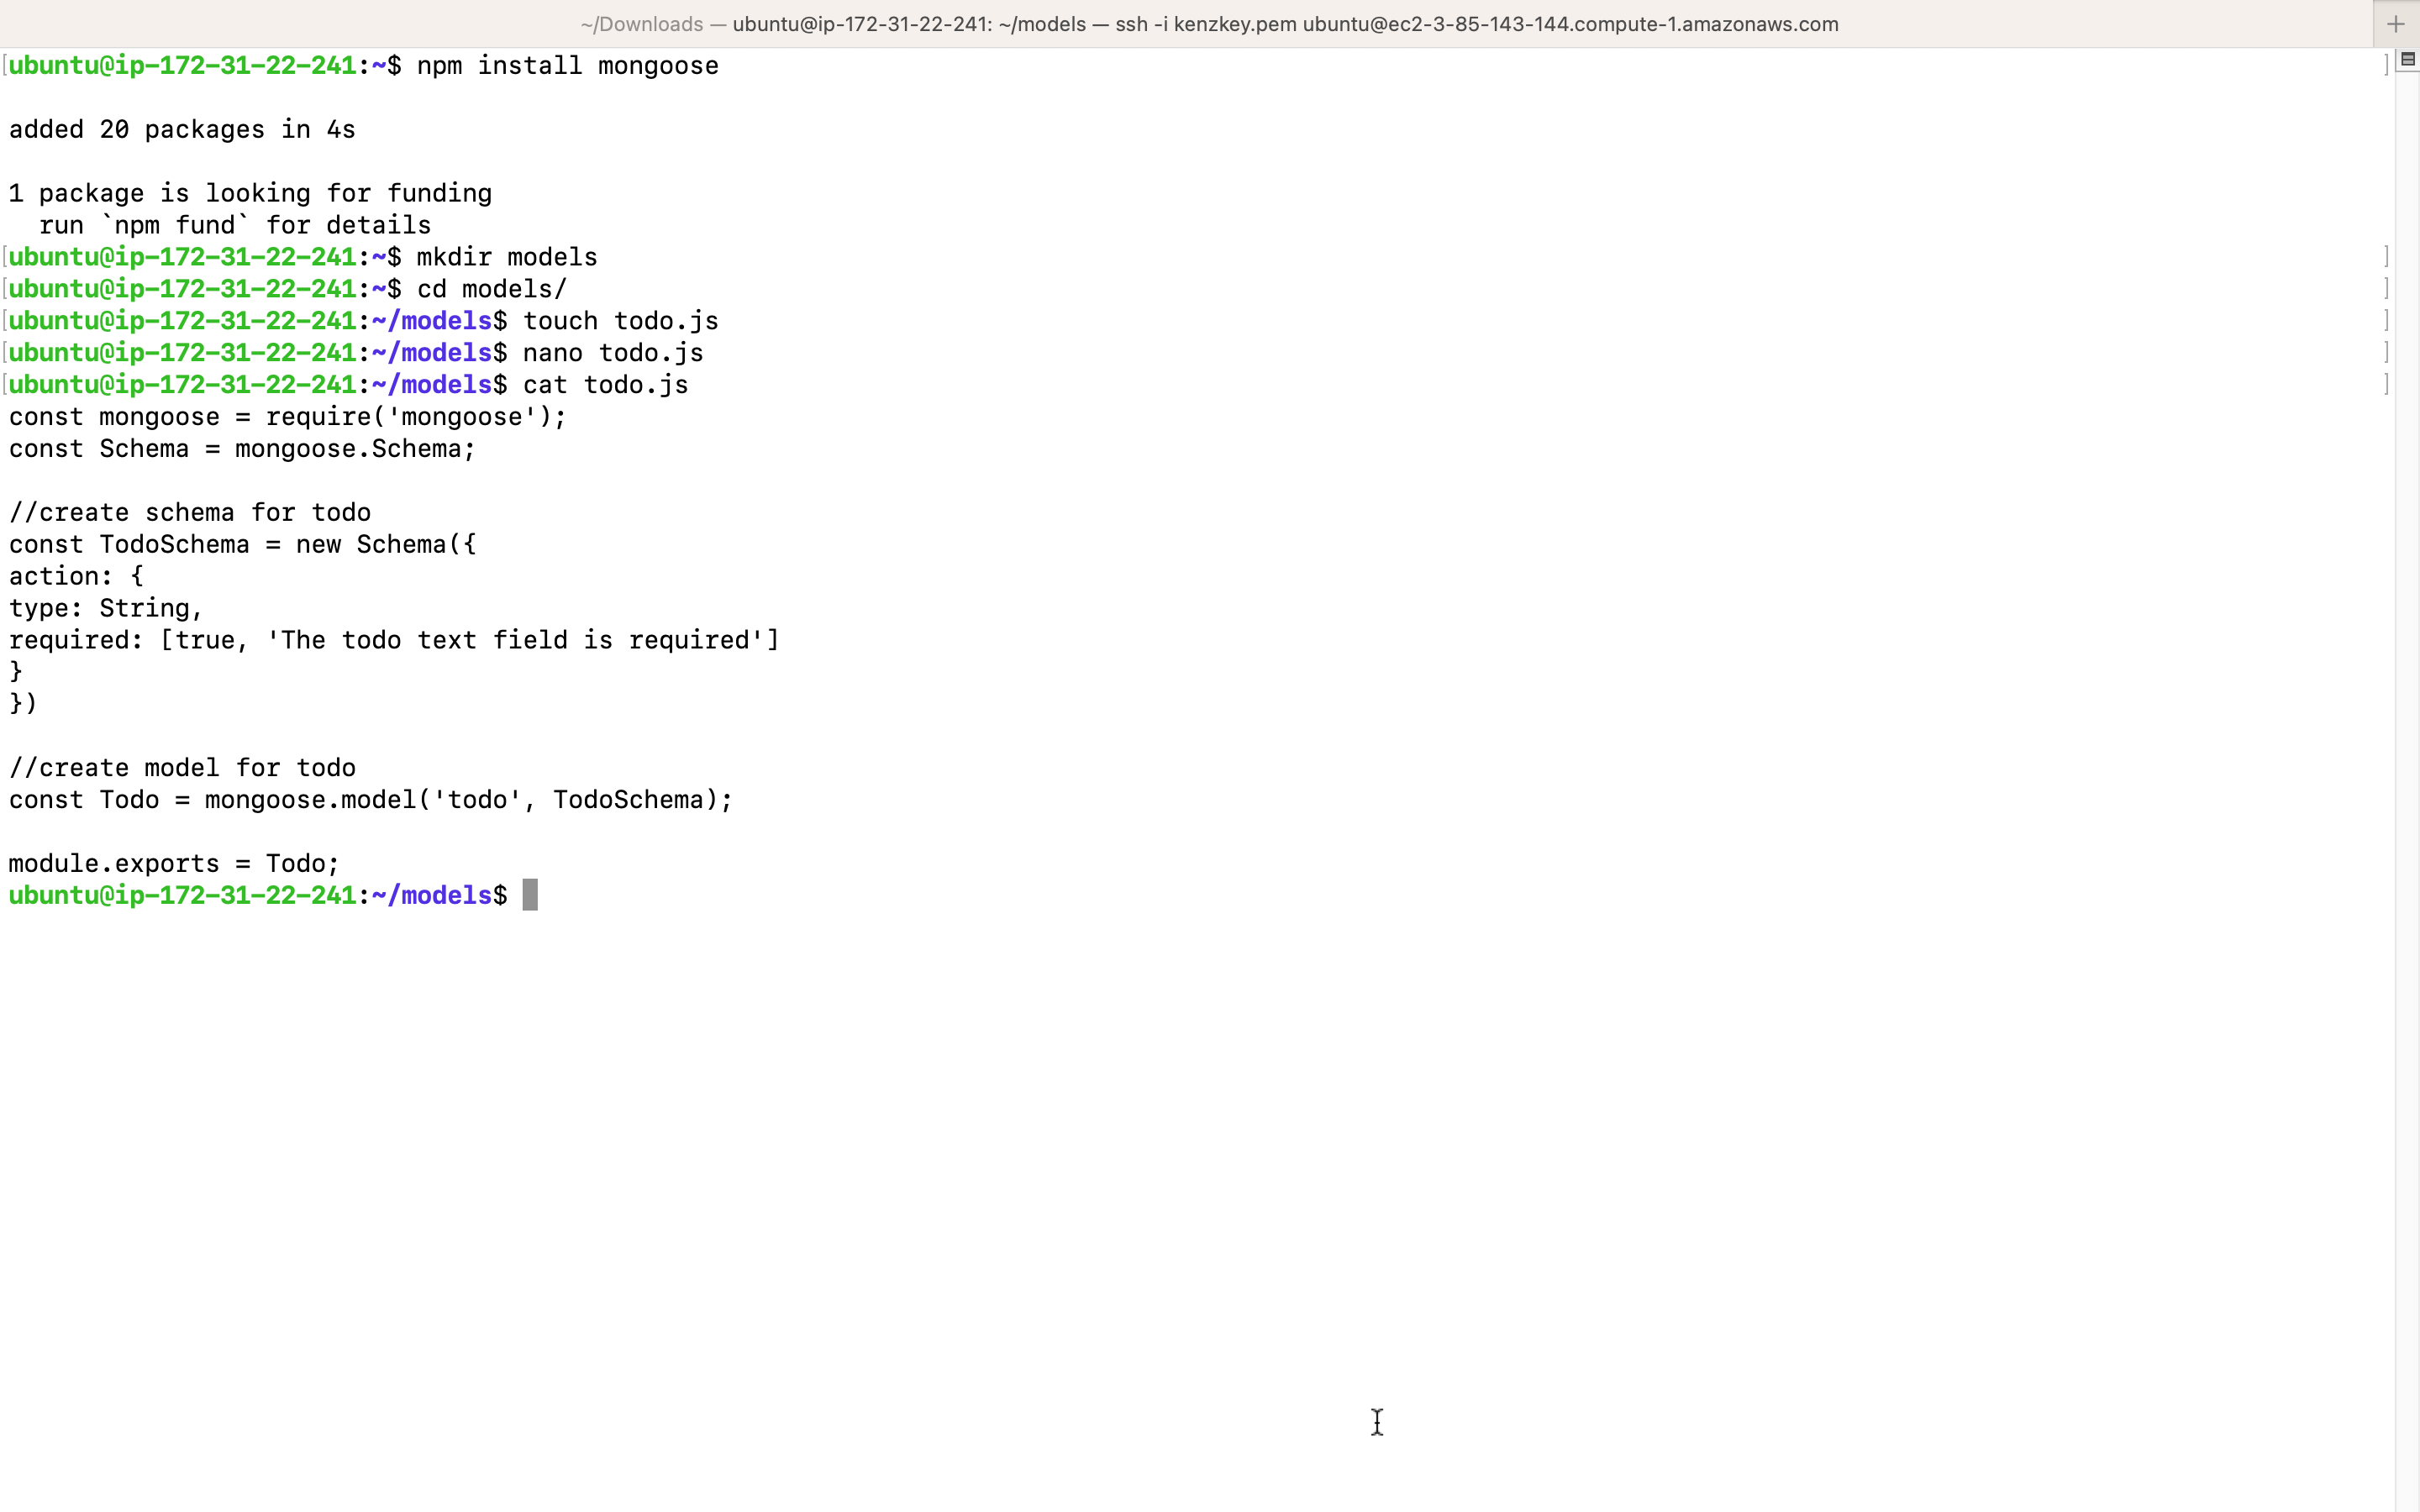 ~/Downloads — ubuntu@ip-172-31-22-241: ~/models — ssh -i kenzkey.pem ubuntu@ec2-3-85-143-144.compute-1.amazonaws.com
[ubuntu@ip-172-31-22-241:~$ npm install mongoose ]
added 20 packages in 4s
1 package is looking for funding
  run `npm fund` for details
[ubuntu@ip-172-31-22-241:~$ mkdir models ]
[ubuntu@ip-172-31-22-241:~$ cd models/ ]
[ubuntu@ip-172-31-22-241:~/models$ touch todo.js ]
[ubuntu@ip-172-31-22-241:~/models$ nano todo.js ]
[ubuntu@ip-172-31-22-241:~/models$ cat todo.js ]
const mongoose = require('mongoose');
const Schema = mongoose.Schema;
//create schema for todo
const TodoSchema = new Schema({
action: {
type: String,
required: [true, 'The todo text field is required']
}
})
//create model for todo
const Todo = mongoose.model('todo', TodoSchema);
module.exports = Todo;
ubuntu@ip-172-31-22-241:~/models$